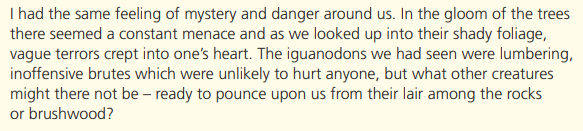 I had the same feeling of mystery and danger around us. In the gloom of the trees
there seemed a constant menace and as we looked up into their shady foliage,
vague terrors crept into one’s heart. The iguanodons we had seen were lumbering,
inoffensive brutes which were unlikely to hurt anyone, but what other creatures
might there not be – ready to pounce upon us from their lair among the rocks
or brushwood?